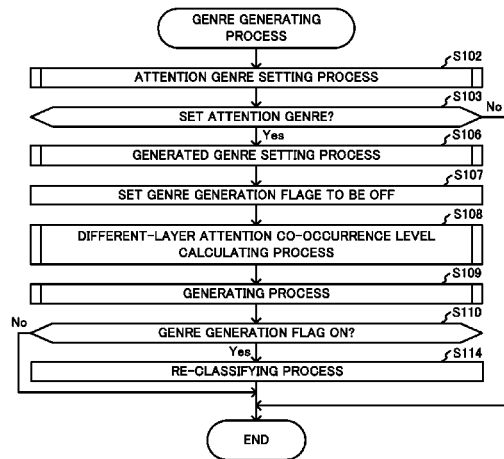 GENRE GENERATING
PROCESS
S102
ATTENTION GENRE SETTING PROCESS
S103
SET ATTENTION GENRE?
No
Yes
S106
GENERATED GENRE SETTING PROCESS
S107
SET GENRE GENERATION FLAGE TO BE OFF
S108
DIFFERENT-LAYER ATTENTION CO-OCCURRENCE LEVEL
CALCULATING PROCESS
S109
GENERATING PROCESS
S110
No
GENRE GENERATION FLAG ON?
Yes
S114
RE-CLASSIFYING PROCESS
END